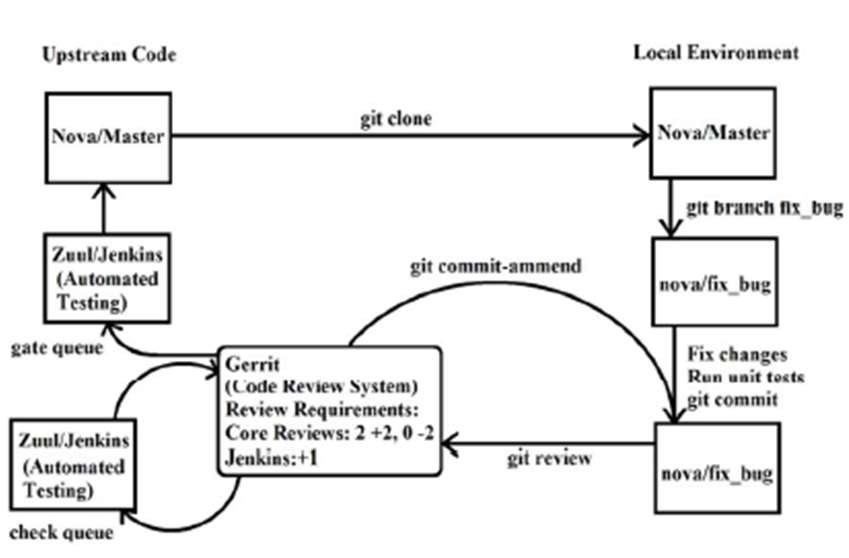 Upstream Code
Local Environment
Nova/Master
git clone
Nova/Master
git branch fix_bug
Zuul/Jenkins
(Automated
Testing)
nova/fix_bug
git commit-ammend
gate queue
Fix changes
Run unit tests
git commit
Gerrit
(Code Review System)
Review Requirements:
Core Reviews: 2 +2, 0 -2
Jenkins:+1
Zuul/Jenkins
(Automated
Testing)
git review
nova/fix_bug
check queue